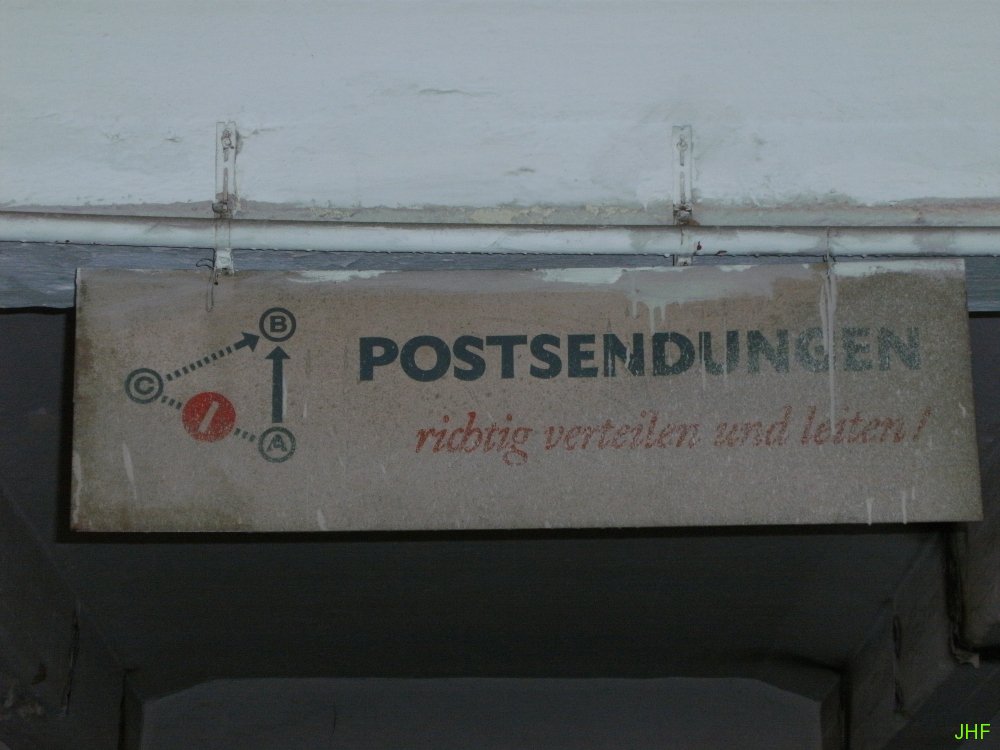 B
C
A
POSTSENDUNGEN
richtig verteilen und leiten!
JHF